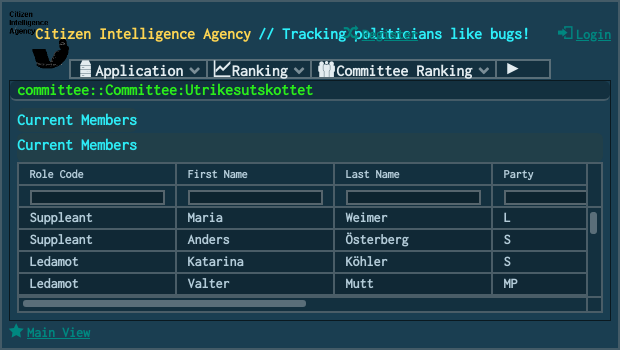 Citizen
Intelligence
Agency
Citizen Intelligence Agency // Tracking politicians like bugs!
Register
Login
Application Ranking Committee Ranking
committee::Committee:Utrikesutskottet
Current Members
Current Members
Role Code First Name Last Name Party
Suppleant Maria Weimer L
Suppleant Anders Österberg S
Ledamot Katarina Köhler S
Ledamot Valter Mutt MP
Main View